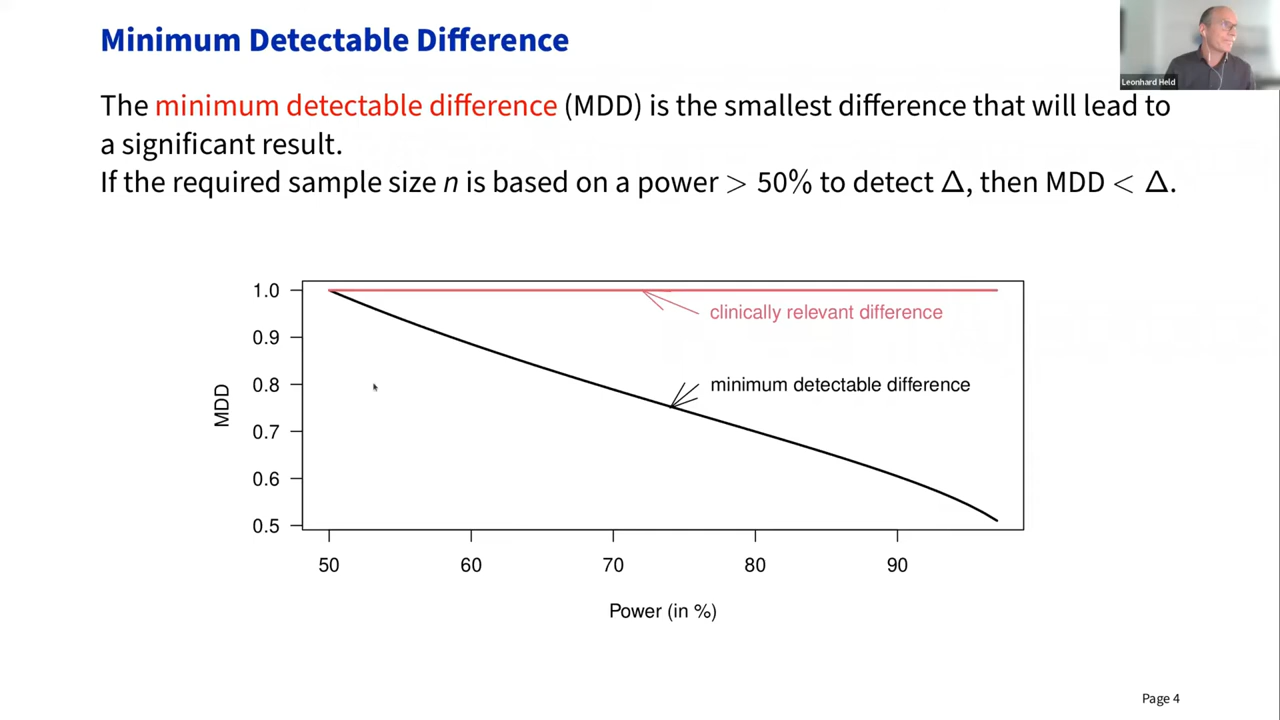 Minimum Detectable Difference
Leonhard Held
The minimum detectable difference (MDD) is the smallest difference that will lead to
a significant result.
If the required sample size n is based on a power > 50% to detect Δ, then MDD < Δ.
1.0
0.9
0.8
0.7
0.6
0.5
MDD
clinically relevant difference
minimum detectable difference
50 60 70 80 90
Power (in %)
Page 4